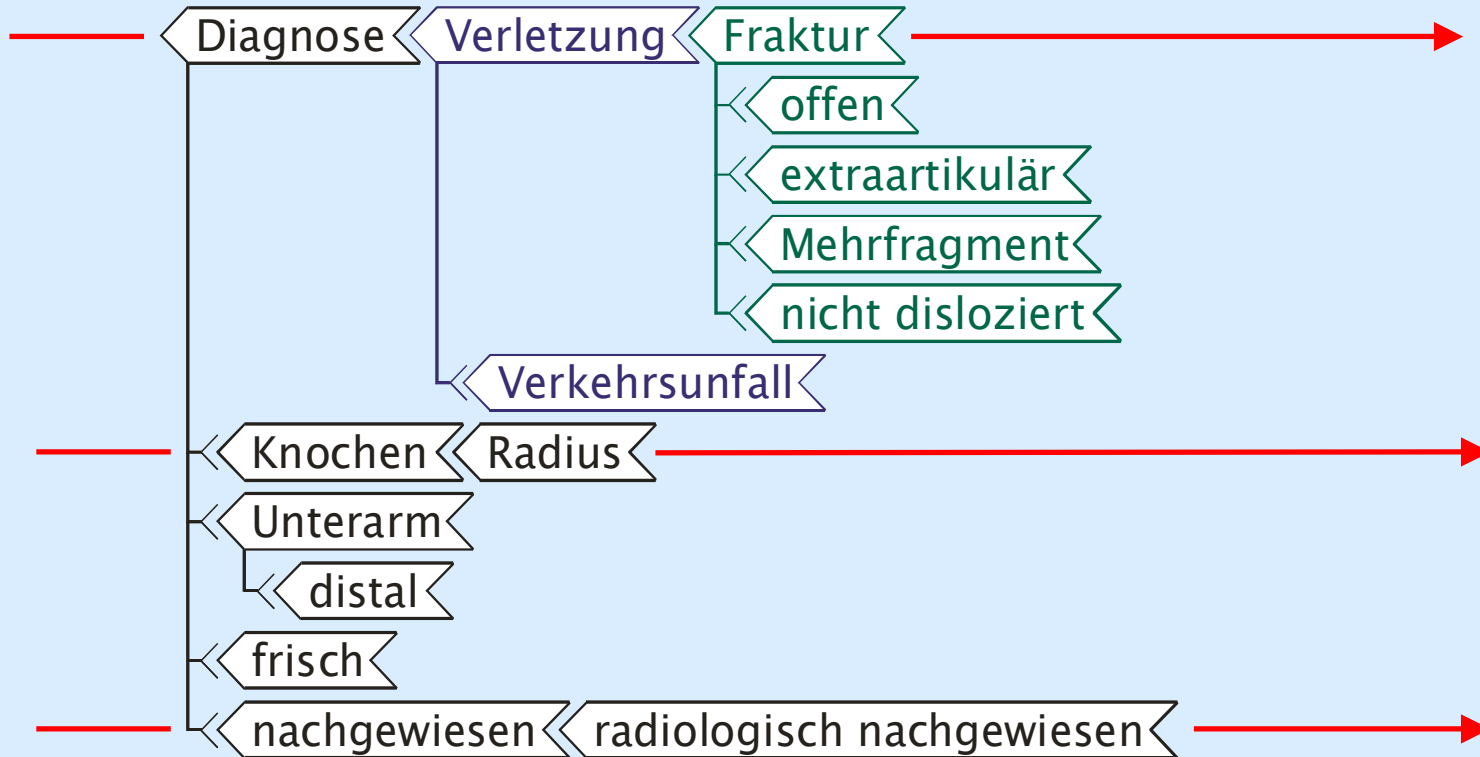 Diagnose Verletzung Fraktur
offen
extraartikulär
Mehrfragment
nicht disloziert
Verkehrsunfall
Knochen Radius
Unterarm
distal
frisch
nachgewiesen radiologisch nachgewiesen